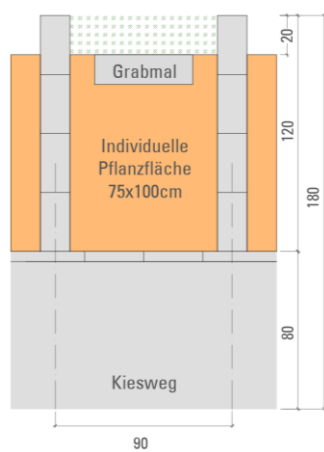 20
Grabmal
120
Individuelle
Pflanzfläche
75x100cm
180
80
Kiesweg
90